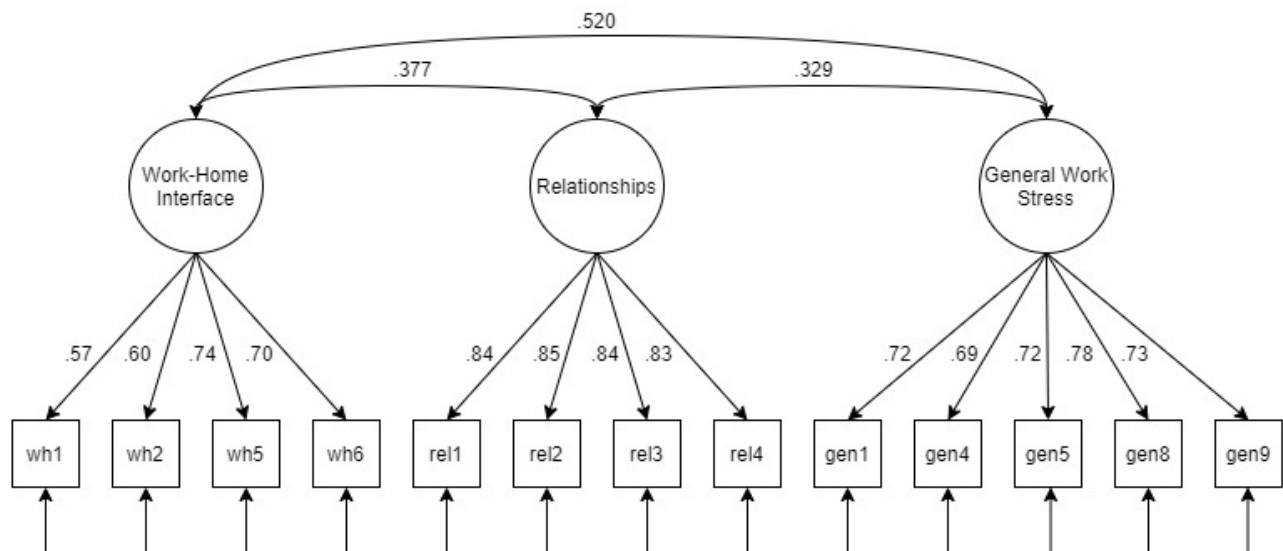 .520
.377
.329
Work-Home
Interface
Relationships
General Work
Stress
.57
.60
.74
.70
.84
.85
.84
.83
.72
.69
.72
.78
.73
wh1
wh2
wh5
wh6
rel1
rel2
rel3
rel4
gen1
gen4
gen5
gen8
gen9